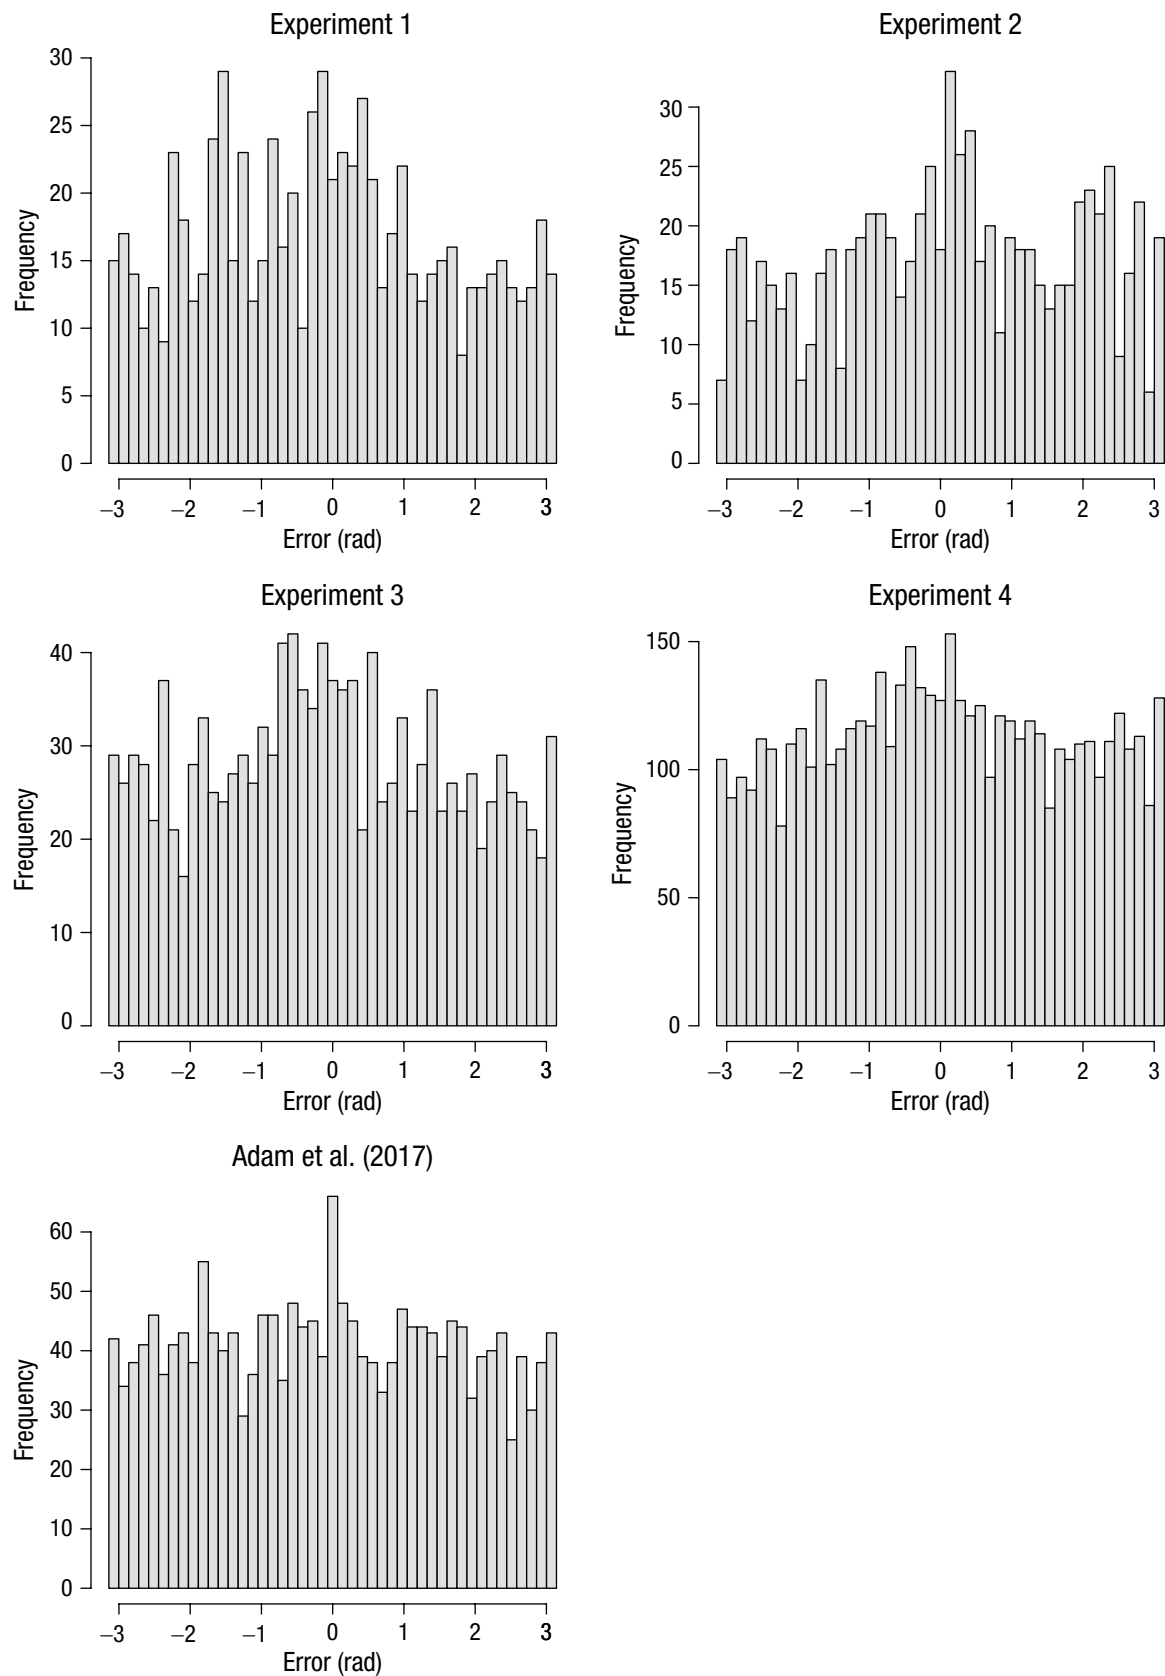 Experiment 1
30
25
20
15
10
5
0
Frequency
–3 –2 –1 0 1 2 3
Error (rad)
Experiment 2
30
25
20
15
10
5
0
Frequency
–3 –2 –1 0 1 2 3
Error (rad)
Experiment 3
40
30
20
10
0
Frequency
–3 –2 –1 0 1 2 3
Error (rad)
Experiment 4
150
100
50
0
Frequency
–3 –2 –1 0 1 2 3
Error (rad)
Adam et al. (2017)
60
50
40
30
20
10
0
Frequency
–3 –2 –1 0 1 2 3
Error (rad)